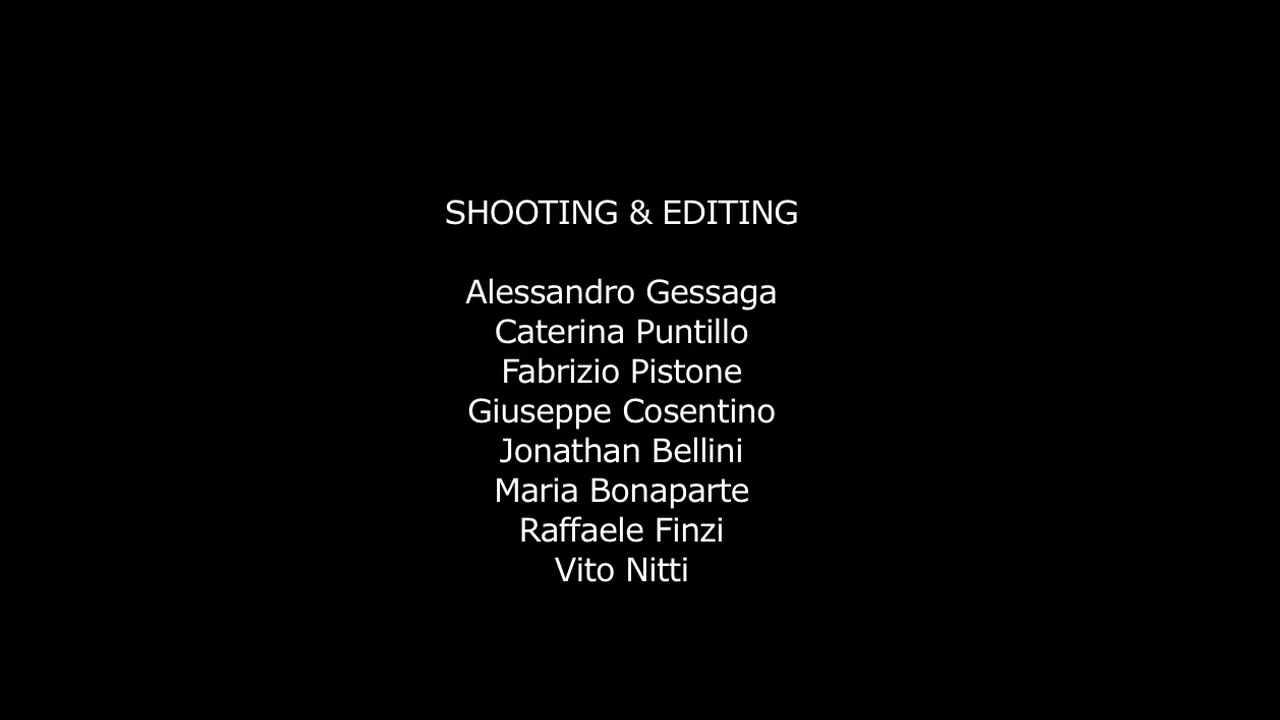 SHOOTING & EDITING
Alessandro Gessaga
Caterina Puntillo
Fabrizio Pistone
Giuseppe Cosentino
Jonathan Bellini
Maria Bonaparte
Raffaele Finzi
Vito Nitti